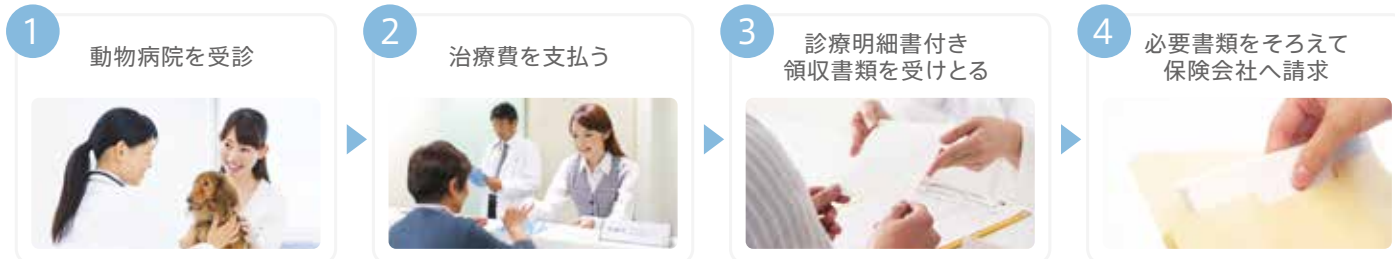 1
動物病院を受診
2
治療費を支払う
3
診療明細書付き
領収書類を受けとる
4
必要書類をそろえて
保険会社へ請求